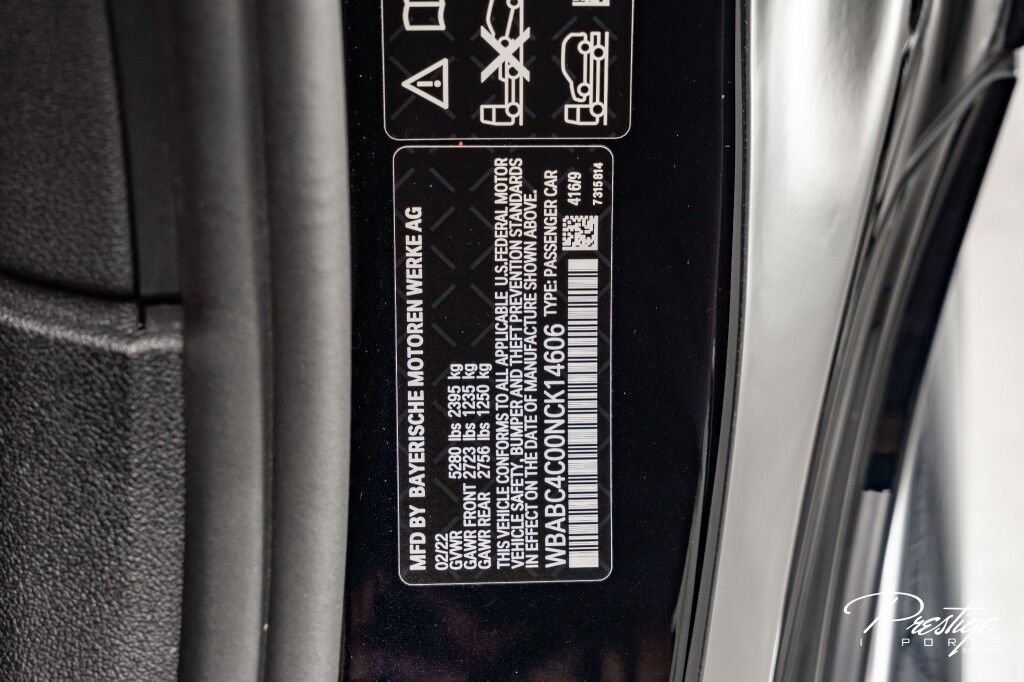 MFD BY BAYERISCHE MOTOREN WERKE AG
02/22
GVWR 5280 lbs 2395 kg
GAWR FRONT 2723 lbs 1235 kg
GAWR REAR 2756 lbs 1250 kg
THIS VEHICLE CONFORMS TO ALL APPLICABLE U.S.FEDERAL MOTOR
VEHICLE SAFETY, BUMPER AND THEFT PREVENTION STANDARDS
IN EFFECT ON THE DATE OF MANUFACTURE SHOWN ABOVE.
WBABC4C00NCK14606 TYPE: PASSENGER CAR
416/9
7315814
Prestige
IMPORTS